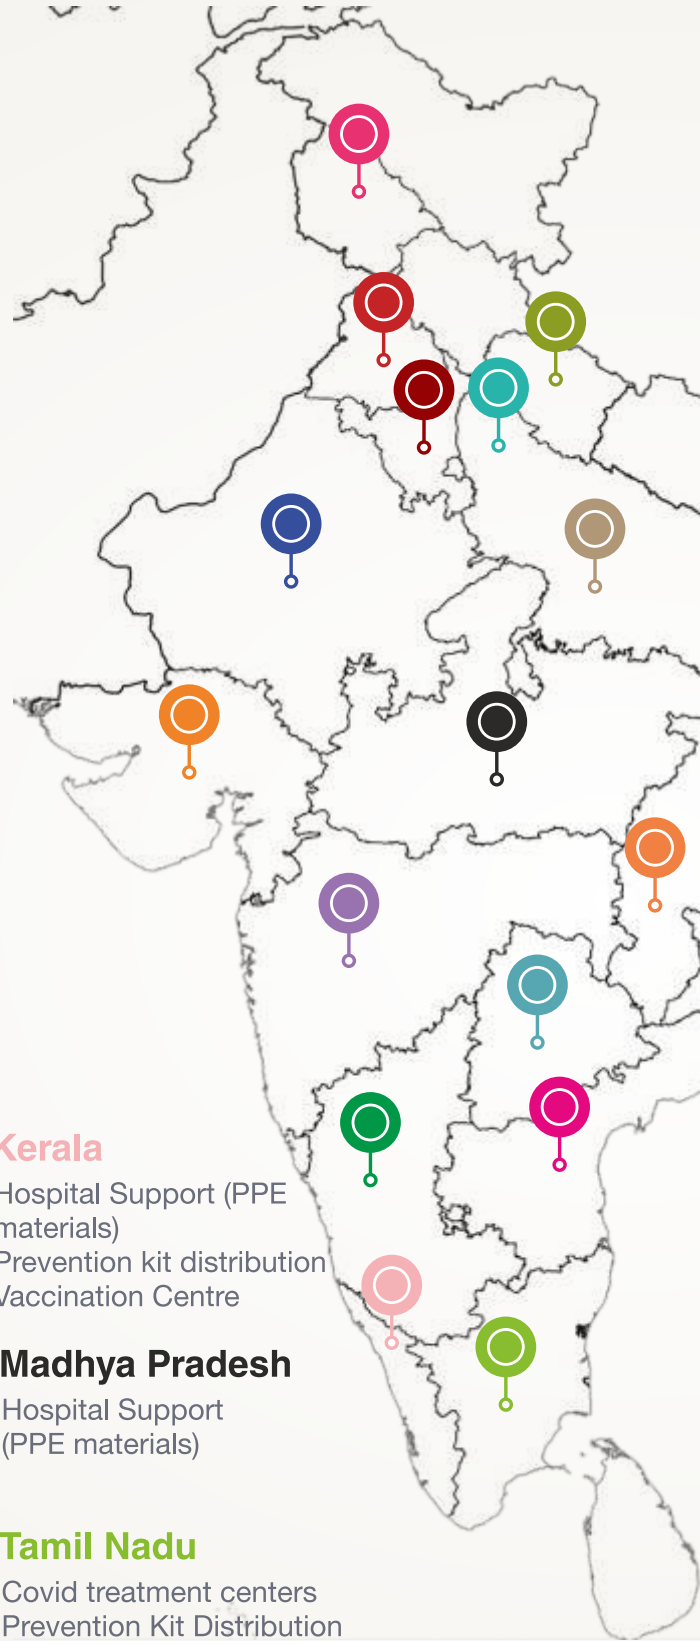 Kerala
Hospital Support (PPE
materials)
Prevention kit distribution
Vaccination Centre
Madhya Pradesh
Hospital Support
(PPE materials)
Tamil Nadu
Covid treatment centers
Prevention Kit Distribution